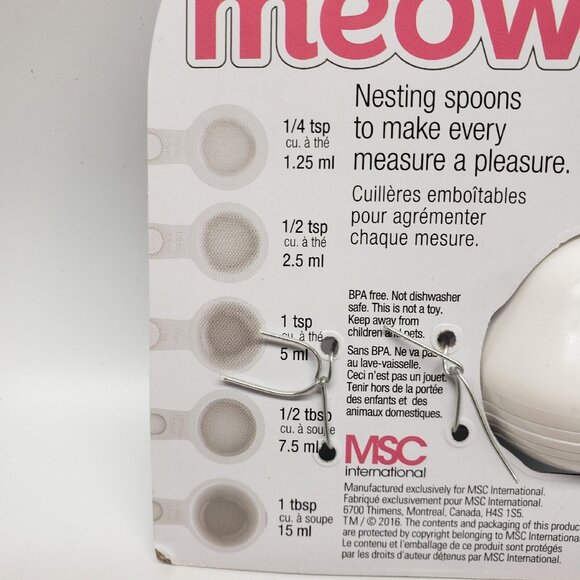 meow
Nesting spoons
to make every
measure a pleasure.
Cuillères emboîtables
pour agrémenter
chaque mesure.
1/4 tsp
cu. à thé
1.25 ml
1/2 tsp
cu. à thé
2.5 ml
1 tsp
cu. à thé
5 ml
1/2 tbsp
cu. à soupe
7.5 ml
1 tbsp
cu. à soupe
15 ml
BPA free. Not dishwasher
safe. This is not a toy.
Keep away from
children and pets.
Sans BPA. Ne va pas
au lave-vaisselle.
Ceci n'est pas un jouet.
Tenir hors de la portée
des enfants et des
animaux domestiques.
MSC
international
Manufactured exclusively for MSC International.
Fabriqué exclusivement pour MSC International.
6700 Thimens, Montreal, Canada, H4S 1S5.
TM / © 2016. The contents and packaging of this produc
are protected by copyright belonging to MSC Internationa
Le contenu et l'emballage de ce produit sont protégés
par les droits d'auteur détenus par MSC International.